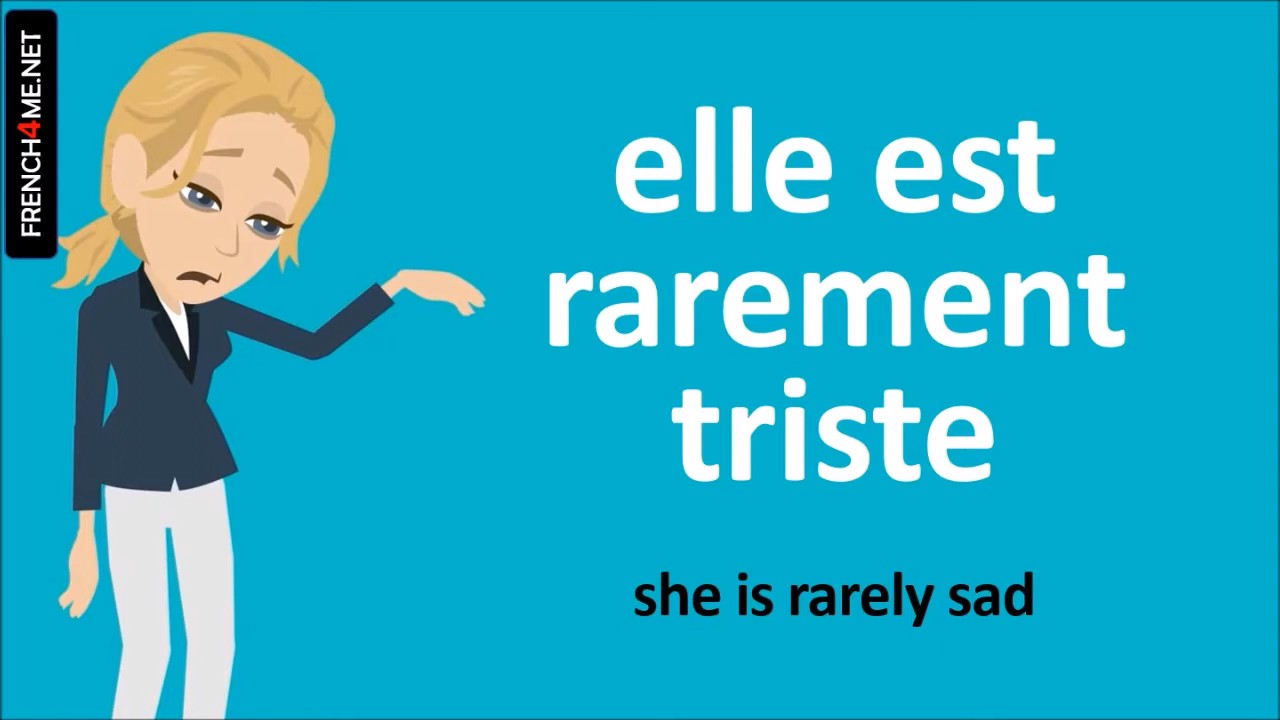 FRENCH4ME.NET
elle est
rarement
triste
she is rarely sad